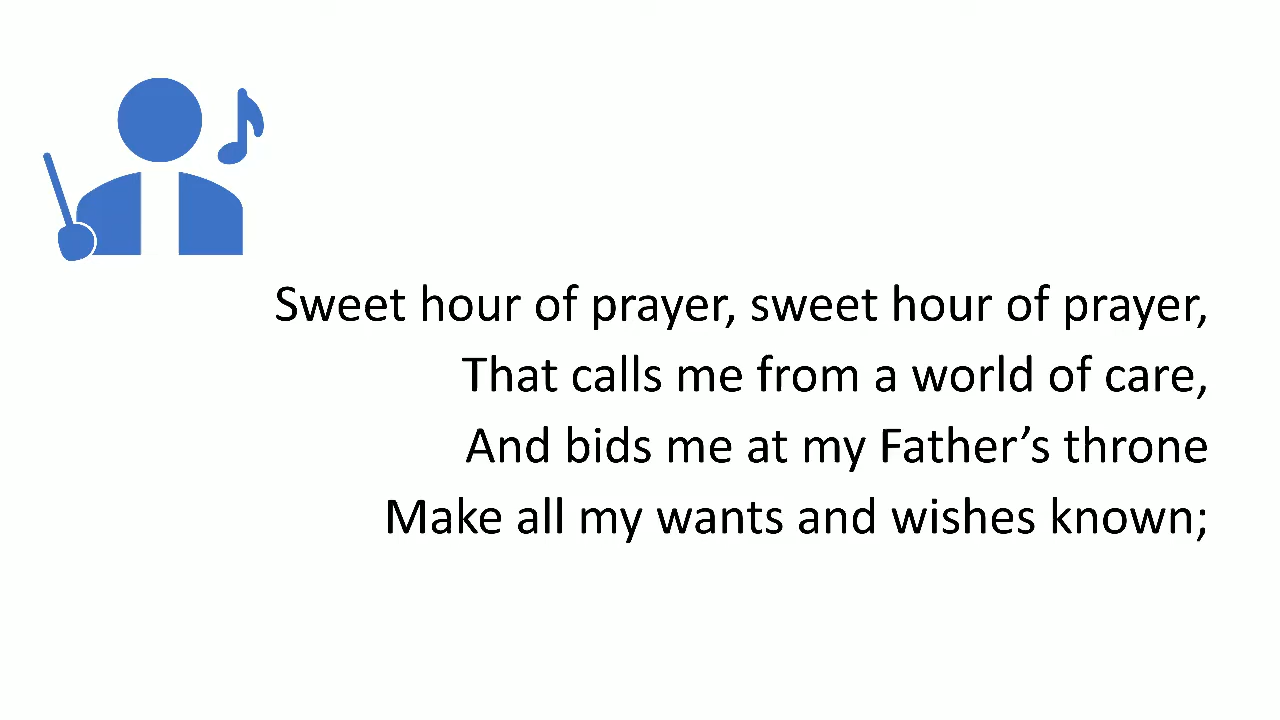 Sweet hour of prayer, sweet hour of prayer,
That calls me from a world of care,
And bids me at my Father’s throne
Make all my wants and wishes known;